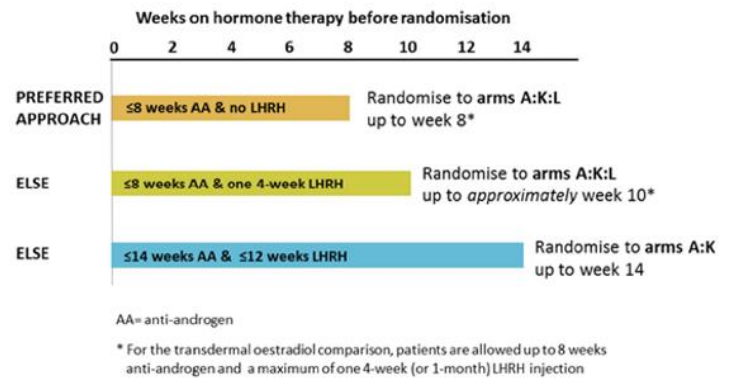 Weeks on hormone therapy before randomisation
0 2 4 6 8 10 12 14
PREFERRED APPROACH
≤8 weeks AA & no LHRH
Randomise to arms A:K:L
up to week 8*
ELSE
≤8 weeks AA & one 4-week LHRH
Randomise to arms A:K:L
up to approximately week 10*
ELSE
≤14 weeks AA & ≤12 weeks LHRH
Randomise to arms A:K
up to week 14
AA= anti-androgen
* For the transdermal oestradiol comparison, patients are allowed up to 8 weeks
anti-androgen and a maximum of one 4-week (or 1-month) LHRH injection